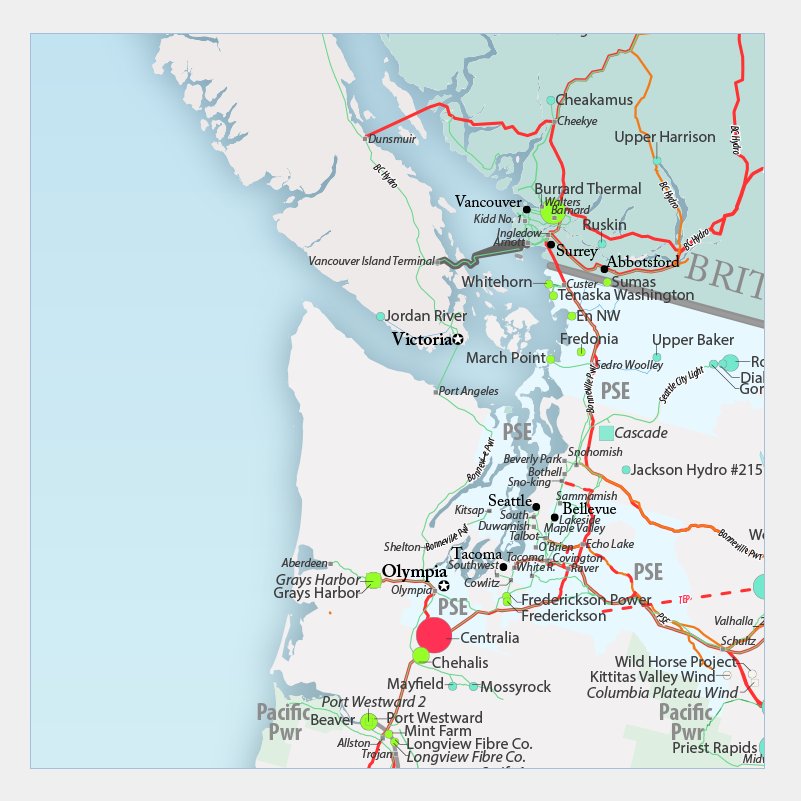 Cheakamus
Cheekye
Dunsmuir
BC Hydro
BC Hydro
Upper Harrison
BC Hydro
Burrard Thermal
Vancouver
Walters
Barnard
Kidd No. 1
Ruskin
Ingledow
Arnott
BC Hydro
Surrey
Vancouver Island Terminal
Abbotsford
BRIT
Whitehorn
Custer
Sumas
Tenaska Washington
Jordan River
En NW
Victoria
Fredonia
Upper Baker
March Point
Sedro Woolley
Ro
Dial
Gor
Bonneville Pwr
Seattle City Light
Port Angeles
PSE
PSE
Cascade
Bonneville Pwr
Snohomish
Beverly Park
Bothell
Jackson Hydro #215
Sno-king
Sammamish
Seattle
Kitsap
South
Bellevue
Lakeside
Duwamish
Maple Valley
Talbot
Bonneville Pwr
Bonneville Pwr
Wo
Shelton
O'Brien
Echo Lake
Tacoma
Tacoma
Covington
Aberdeen
Southwest
White R.
Raver
Olympia
PSE
Grays Harbor
Cowlitz
Grays Harbor
Olympia
PSE
Frederickson Power
TEP
Frederickson
PSE
Valhalla_2
Centralia
Schultz
Chehalis
Wild Horse Project
Kittitas Valley Wind
Mayfield
Mossyrock
Columbia Plateau Wind
Port Westward 2
Pacific
Pwr
Pacific
Pwr
Beaver
Port Westward
Mint Farm
Allston
Longview Fibre Co.
Priest Rapids
Trojan
Longview Fibre Co.
Midw